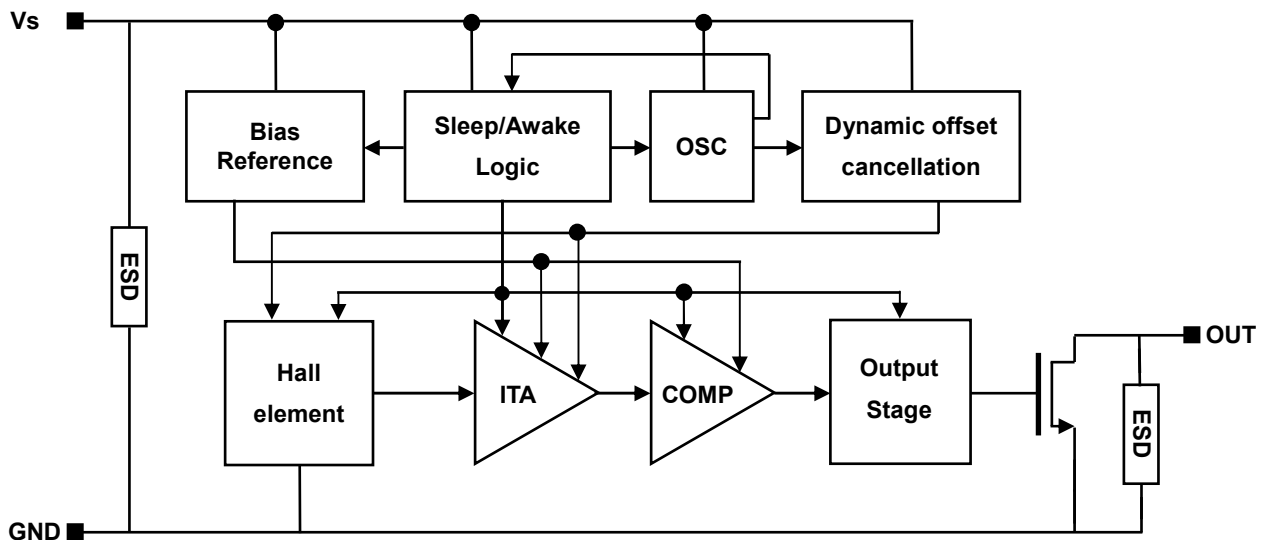 Vs
Bias
Reference
Sleep/Awake
Logic
OSC
Dynamic offset
cancellation
ESD
Hall
element
ITA
COMP
Output
Stage
OUT
ESD
GND